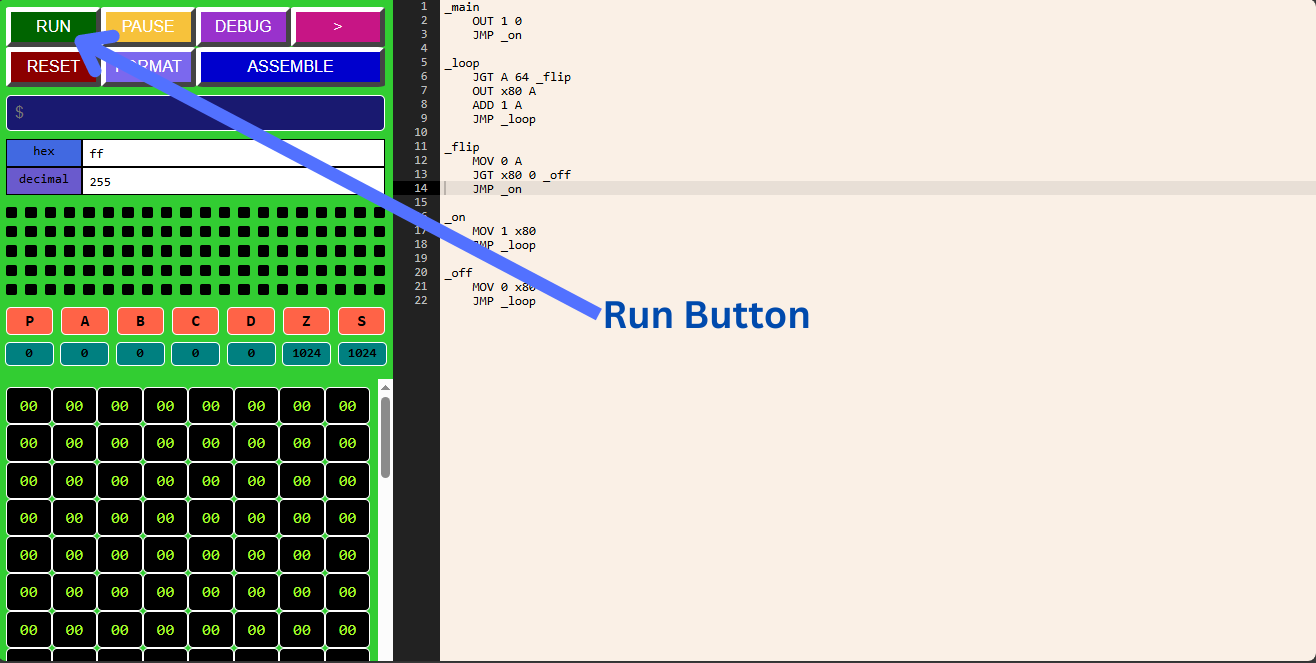 RUN PAUSE DEBUG >
RESET FORMAT ASSEMBLE
$
hex ff
decimal 255
P A B C D Z S
0 0 0 0 0 1024 1024
00 00 00 00 00 00 00 00
00 00 00 00 00 00 00 00
00 00 00 00 00 00 00 00
00 00 00 00 00 00 00 00
00 00 00 00 00 00 00 00
00 00 00 00 00 00 00 00
00 00 00 00 00 00 00 00
1 _main
2 OUT 1 0
3 JMP _on
4
5 _loop
6 JGT A 64 _flip
7 OUT x80 A
8 ADD 1 A
9 JMP _loop
10
11 _flip
12 MOV 0 A
13 JGT x80 0 _off
14 JMP _on
15
16 _on
17 MOV 1 x80
18 JMP _loop
19
20 _off
21 MOV 0 x80
22 JMP _loop
Run Button